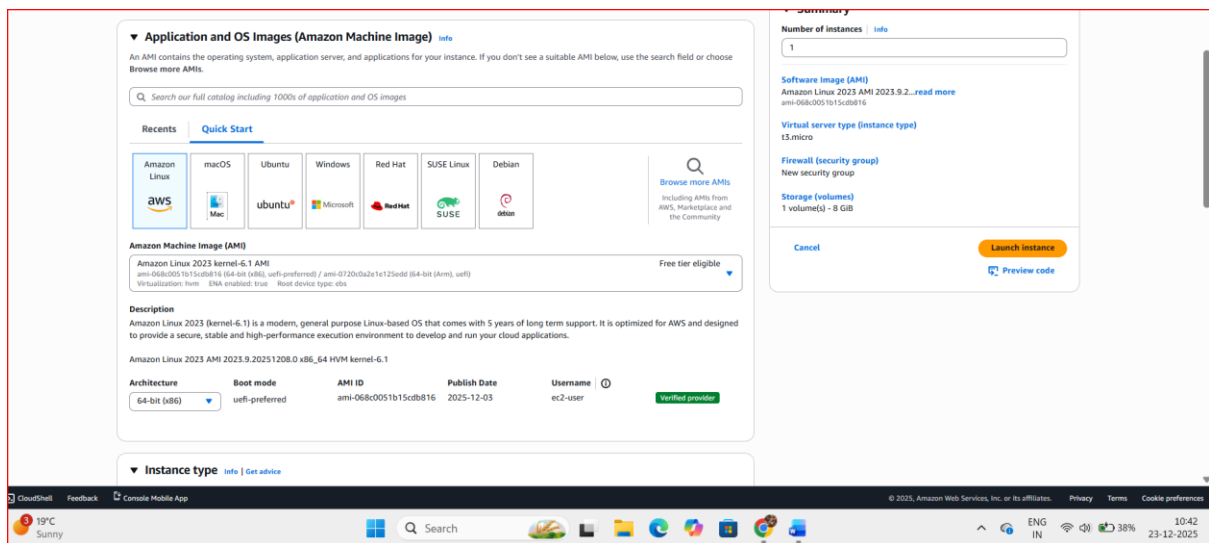 Application and OS Images (Amazon Machine Image) Info
An AMI contains the operating system, application server, and applications for your instance. If you don't see a suitable AMI below, use the search field or choose
Browse more AMIs.
Search our full catalog including 1000s of application and OS images
Recents Quick Start
Amazon Linux
aws
macOS
Mac
Ubuntu
ubuntu
Windows
Microsoft
Red Hat
Red Hat
SUSE Linux
SUSE
Debian
debian
Browse more AMIs
Including AMIs from
AWS, Marketplace and
the Community
Amazon Machine Image (AMI)
Amazon Linux 2023 kernel-6.1 AMI Free tier eligible
ami-068c0051b15cdb816 (64-bit (x86), uefi-preferred) / ami-0720c0a2e1e125edd (64-bit (Arm), uefi)
Virtualization: hvm ENA enabled: true Root device type: ebs
Description
Amazon Linux 2023 (kernel-6.1) is a modern, general purpose Linux-based OS that comes with 5 years of long term support. It is optimized for AWS and designed
to provide a secure, stable and high-performance execution environment to develop and run your cloud applications.
Amazon Linux 2023 AMI 2023.9.20251208.0 x86_64 HVM kernel-6.1
Architecture Boot mode AMI ID Publish Date Username
64-bit (x86) uefi-preferred ami-068c0051b15cdb816 2025-12-03 ec2-user Verified provider
Instance type Info | Get advice
Summary
Number of instances | Info
1
Software Image (AMI)
Amazon Linux 2023 AMI 2023.9.2...read more
ami-068c0051b15cdb816
Virtual server type (instance type)
t3.micro
Firewall (security group)
New security group
Storage (volumes)
1 volume(s) - 8 GiB
Cancel Launch instance
Preview code
CloudShell Feedback Console Mobile App © 2025, Amazon Web Services, Inc. or its affiliates. Privacy Terms Cookie preferences
3
19°C
Sunny
Search
ENG
IN
38%
10:42
23-12-2025